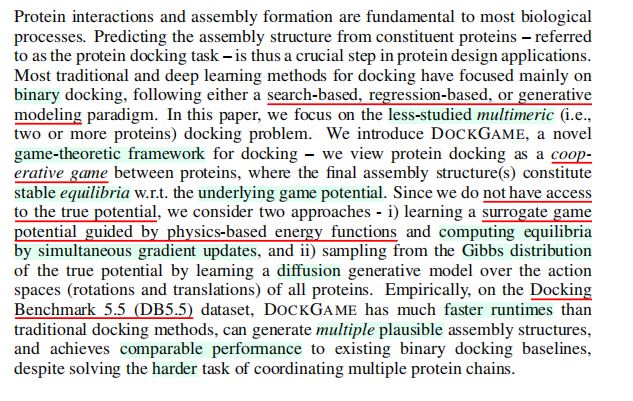 Protein interactions and assembly formation are fundamental to most biological
processes. Predicting the assembly structure from constituent proteins – referred
to as the protein docking task – is thus a crucial step in protein design applications.
Most traditional and deep learning methods for docking have focused mainly on
binary docking, following either a search-based, regression-based, or generative
modeling paradigm. In this paper, we focus on the less-studied multimeric (i.e.,
two or more proteins) docking problem. We introduce DOCKGAME, a novel
game-theoretic framework for docking – we view protein docking as a coop-
erative game between proteins, where the final assembly structure(s) constitute
stable equilibria w.r.t. the underlying game potential. Since we do not have access
to the true potential, we consider two approaches - i) learning a surrogate game
potential guided by physics-based energy functions and computing equilibria
by simultaneous gradient updates, and ii) sampling from the Gibbs distribution
of the true potential by learning a diffusion generative model over the action
spaces (rotations and translations) of all proteins. Empirically, on the Docking
Benchmark 5.5 (DB5.5) dataset, DOCKGAME has much faster runtimes than
traditional docking methods, can generate multiple plausible assembly structures,
and achieves comparable performance to existing binary docking baselines,
despite solving the harder task of coordinating multiple protein chains.